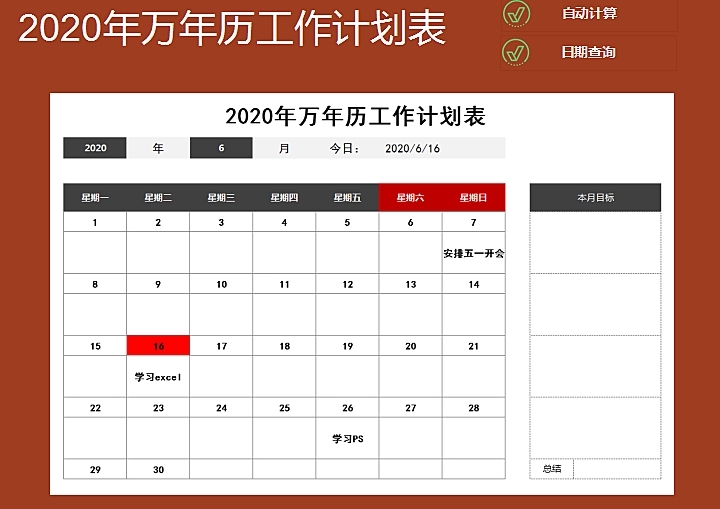 2020年万年历工作计划表
自动计算
日期查询
2020年万年历工作计划表
2020 年 6 月 今日: 2020/6/16
星期一 星期二 星期三 星期四 星期五 星期六 星期日 本月目标
1 2 3 4 5 6 7
安排五一开会
8 9 10 11 12 13 14
15 16 17 18 19 20 21
学习excel
22 23 24 25 26 27 28
学习PS
29 30 总结